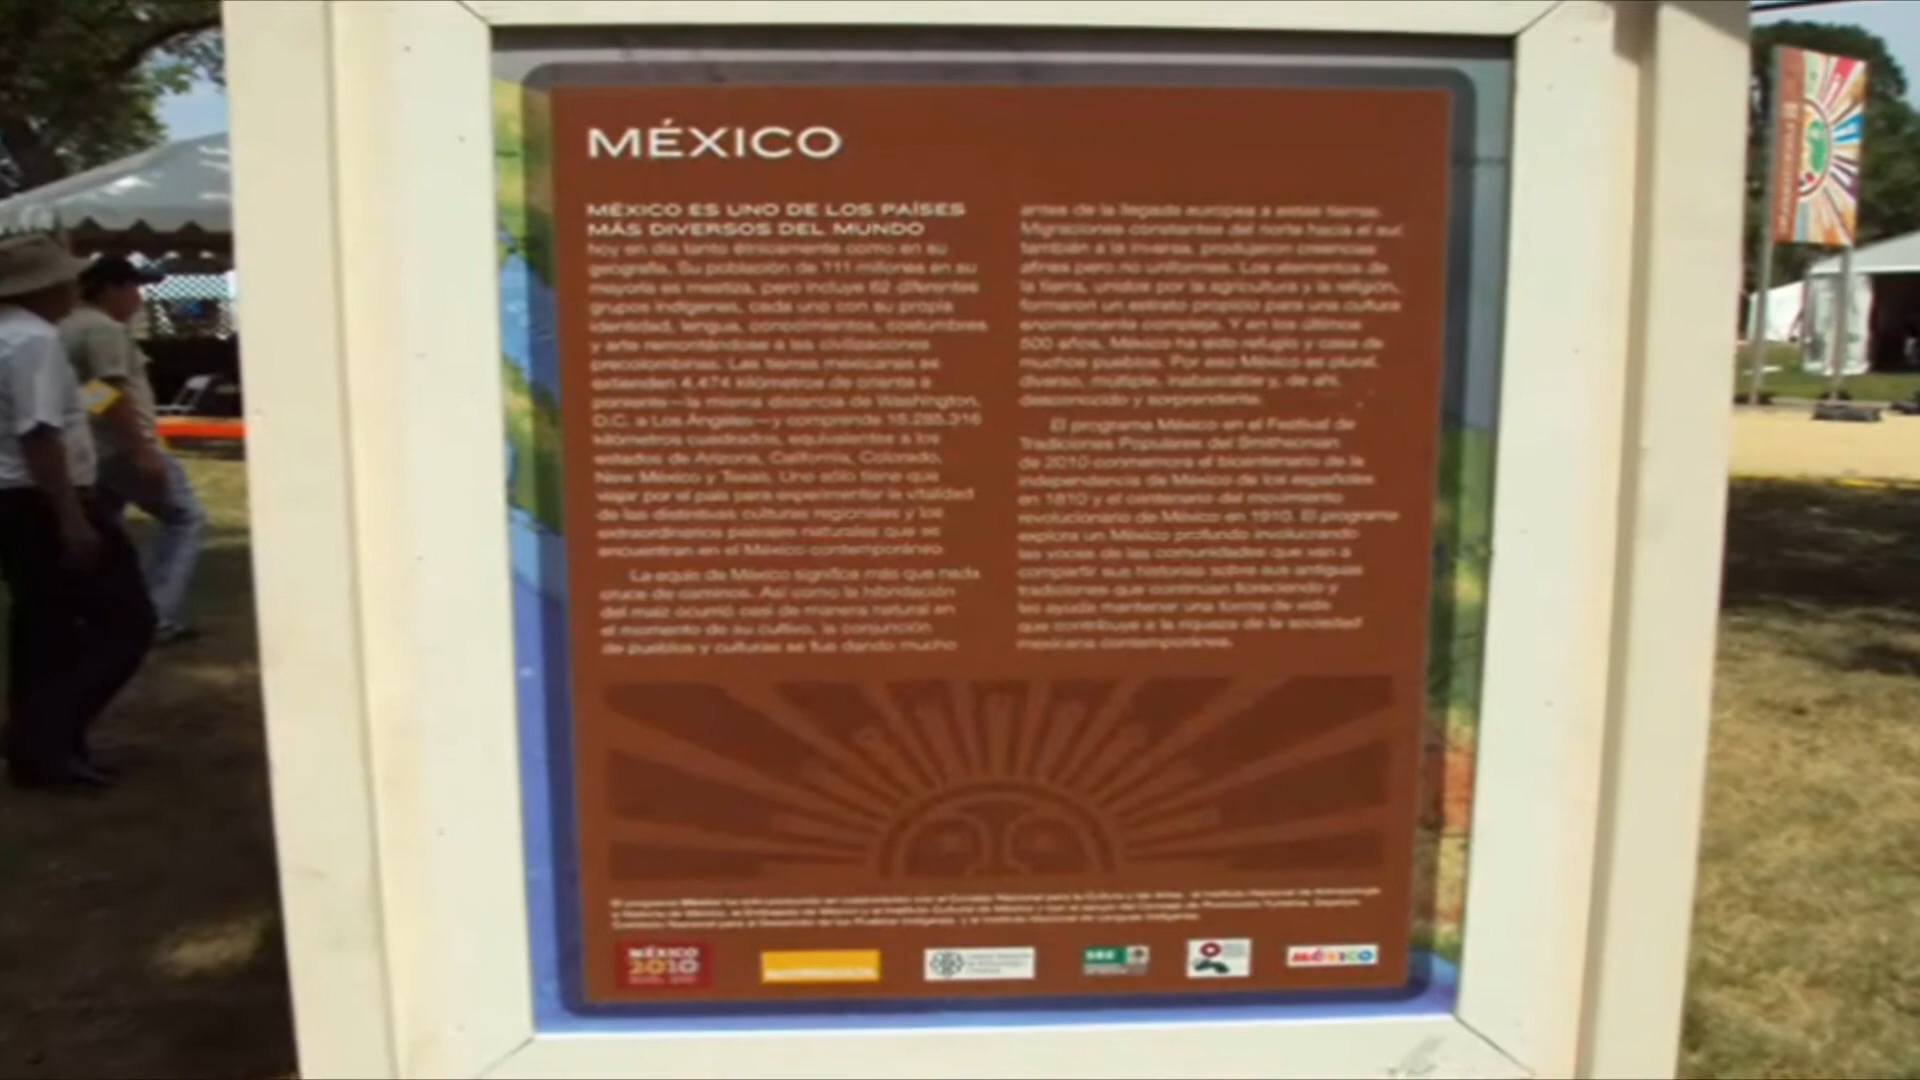 MÉXICO
MÉXICO ES UNO DE LOS PAÍSES
MÁS DIVERSOS DEL MUNDO
hoy en día tanto étnicamente como en su
geografía. Su población de 111 millones en su
mayoría es mestiza, pero incluye 62 diferentes
grupos indígenas, cada uno con su propia
identidad, lengua, conocimientos, costumbres
y arte remontándose a las civilizaciones
precolombinas. Las tierras mexicanas se
extienden 4,474 kilómetros de oriente a
poniente—la misma distancia de Washington,
D.C. a Los Ángeles—y comprende
kilómetros cuadrados, equivalentes a los
estados de Arizona, California, Colorado,
New México y Texas. Uno sólo tiene que
viajar por el país para experimentar la vitalidad
de las distintivas culturas regionales y los
extraordinarios paisajes naturales que se
encuentran en el México contemporáneo.
La equis de México significa más que nada
cruce de caminos. Así como la hibridación
del maíz ocurrió casi de manera natural en
el momento de su cultivo, la conjunción
de pueblos y culturas se fue dando mucho
antes de la llegada europea a estas tierras.
Migraciones constantes del norte hacia el sur,
también a la inversa, produjeron creencias
afines pero no uniformes. Los elementos de
la tierra, unidos por la agricultura y la religión,
formaron un estrato propicio para una cultura
enormemente compleja. Y en los últimos
500 años, México ha sido refugio y casa de
muchos pueblos. Por eso México es plural,
diverso, múltiple, inabarcable y, de ahí,
desconocido y sorprendente.
El programa México en el Festival de
Tradiciones Populares del Smithsonian
de 2010 conmemora el bicentenario de la
independencia de México de los españoles
en 1810 y el centenario del movimiento
revolucionario de México en 1910. El programa
explora un México profundo involucrando
las voces de las comunidades que van a
compartir sus historias sobre sus antiguas
tradiciones que continúan floreciendo y
les ayuda mantener una forma de vida
que contribuye a la riqueza de la sociedad
mexicana contemporánea.
MÉXICO
2010
MÉXICO